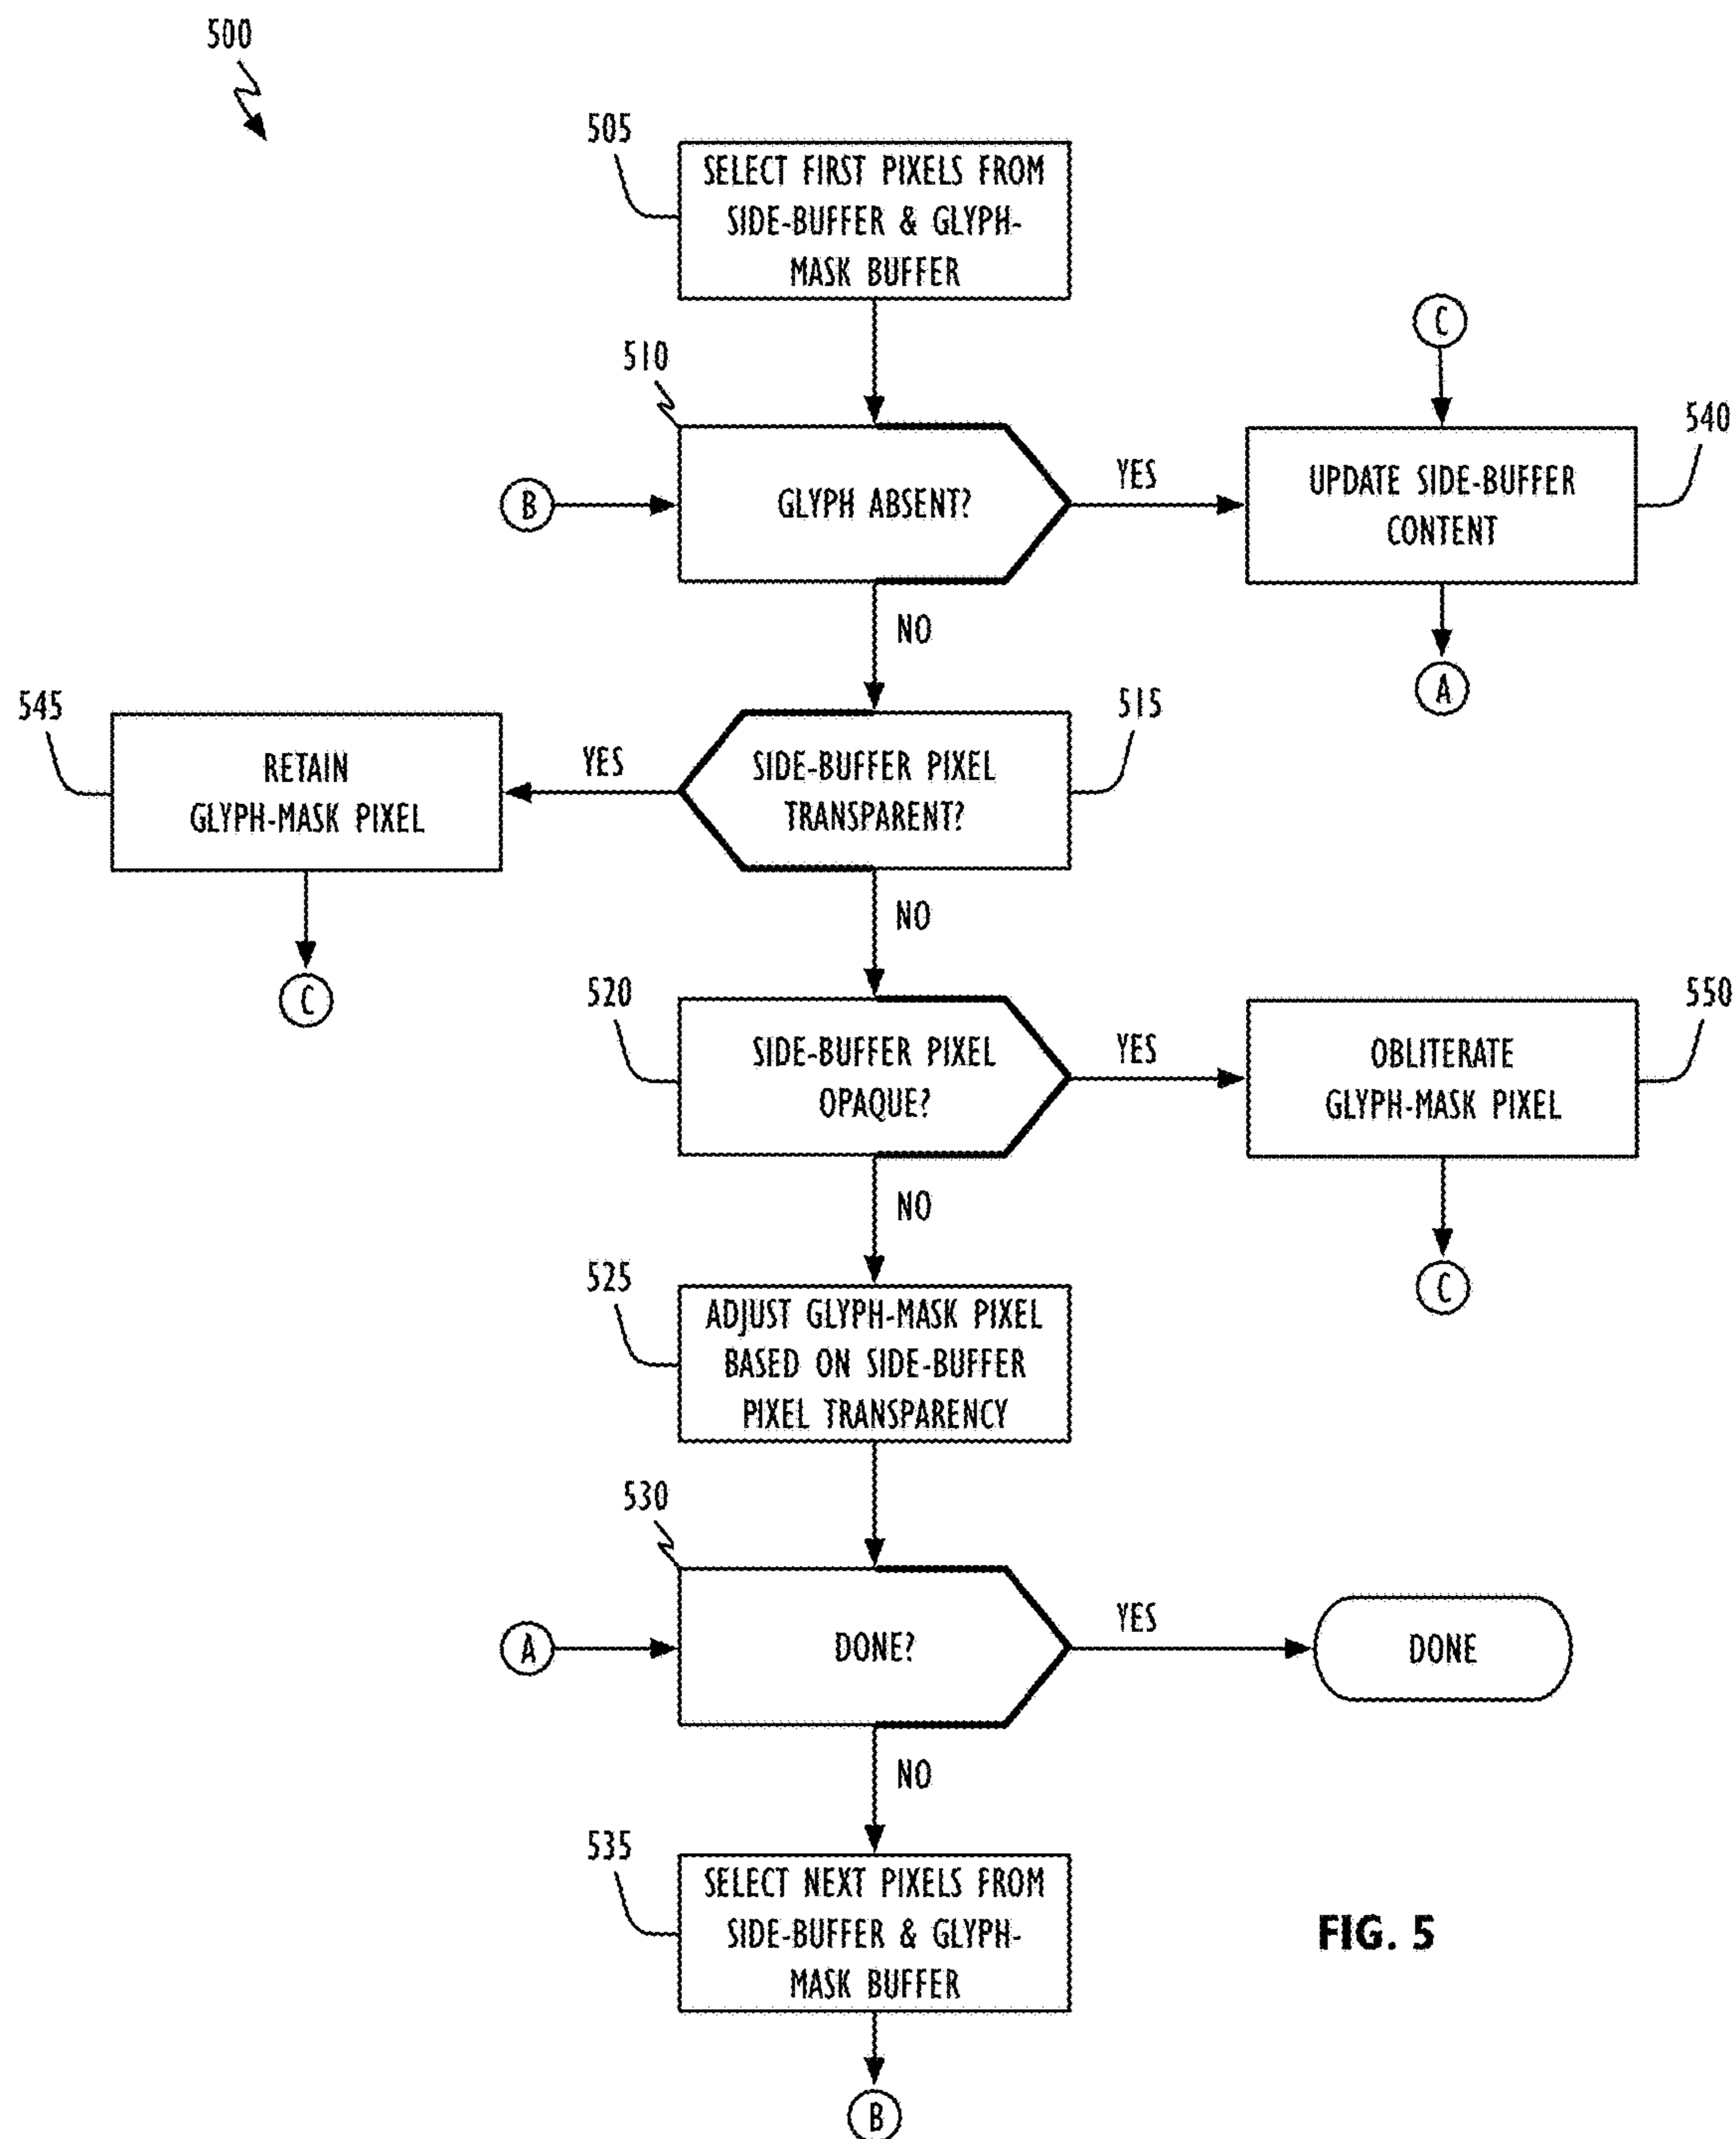 500
505
SELECT FIRST PIXELS FROM
SIDE-BUFFER & GLYPH-
MASK BUFFER
510
C
540
B
GLYPH ABSENT?
YES
UPDATE SIDE-BUFFER
CONTENT
NO
A
545
515
RETAIN
GLYPH-MASK PIXEL
YES
SIDE-BUFFER PIXEL
TRANSPARENT?
NO
C
520
550
SIDE-BUFFER PIXEL
OPAQUE?
YES
OBLITERATE
GLYPH-MASK PIXEL
NO
C
525
ADJUST GLYPH-MASK PIXEL
BASED ON SIDE-BUFFER
PIXEL TRANSPARENCY
530
A
DONE?
YES
DONE
NO
535
SELECT NEXT PIXELS FROM
SIDE-BUFFER & GLYPH-
MASK BUFFER
FIG. 5
B